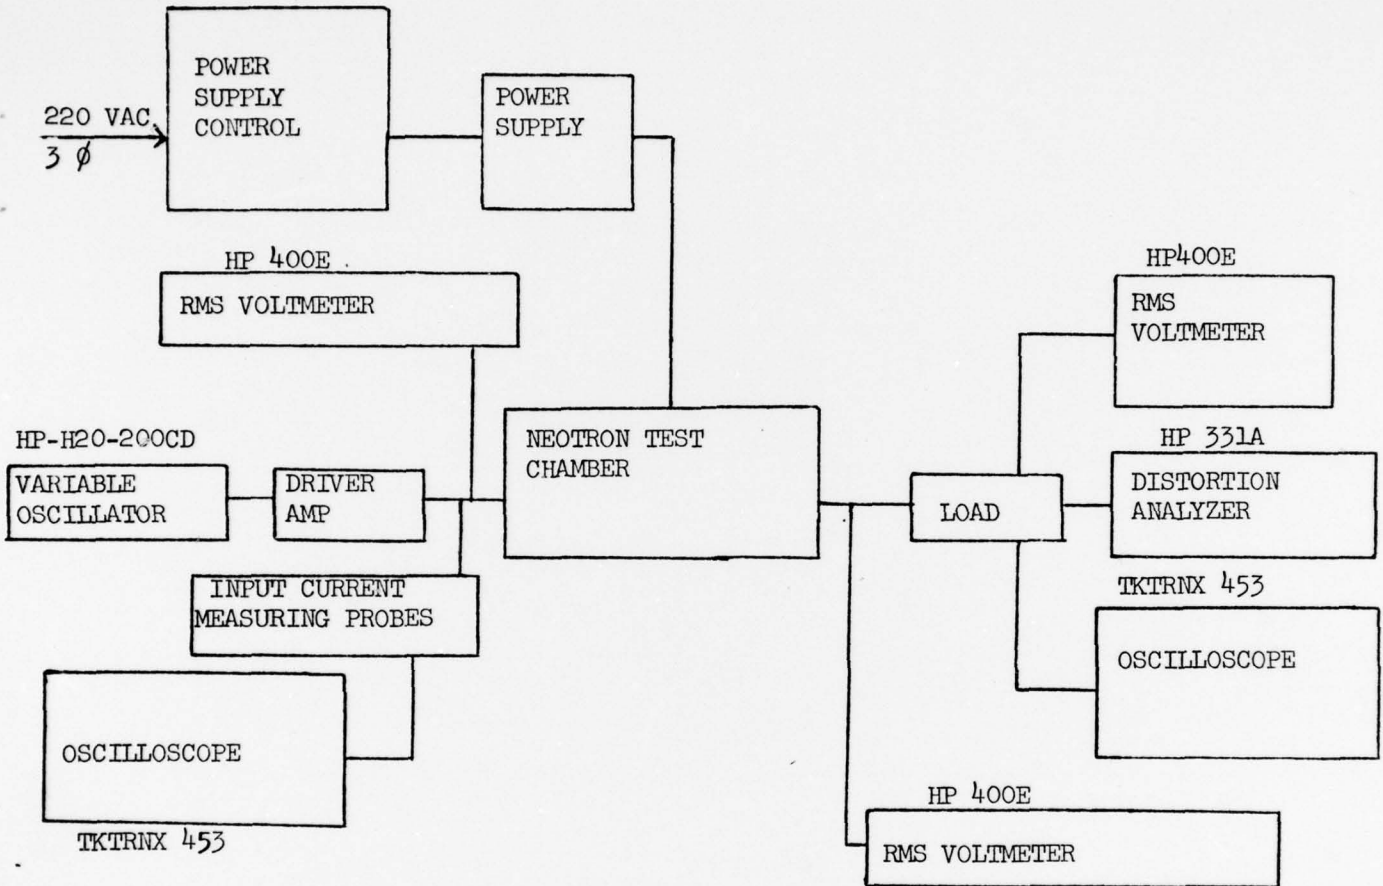 POWER
SUPPLY
CONTROL
220 VAC
3 ϕ
POWER
SUPPLY
HP 400E
RMS VOLTMETER
HP400E
RMS
VOLTMETER
HP-H20-200CD
VARIABLE
OSCILLATOR
DRIVER
AMP
NEOTRON TEST
CHAMBER
LOAD
HP 331A
DISTORTION
ANALYZER
INPUT CURRENT
MEASURING PROBES
TKTRNX 453
OSCILLOSCOPE
OSCILLOSCOPE
TKTRNX 453
HP 400E
RMS VOLTMETER